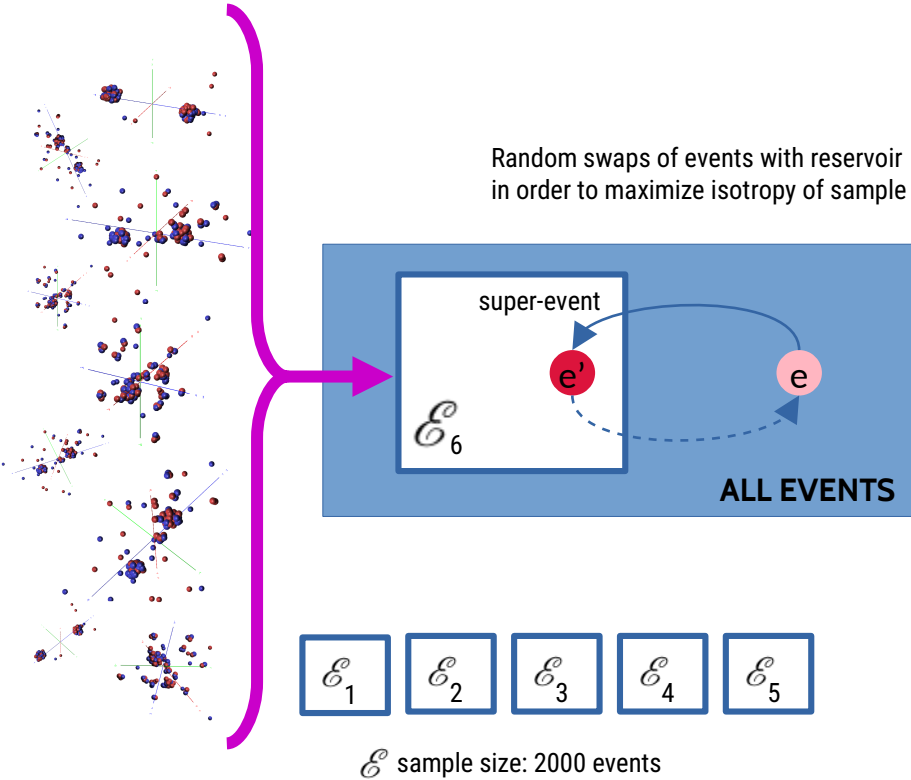 Random swaps of events with reservoir
in order to maximize isotropy of sample
super-event
e’
e
ℰ6
ALL EVENTS
ℰ1
ℰ2
ℰ3
ℰ4
ℰ5
ℰ sample size: 2000 events